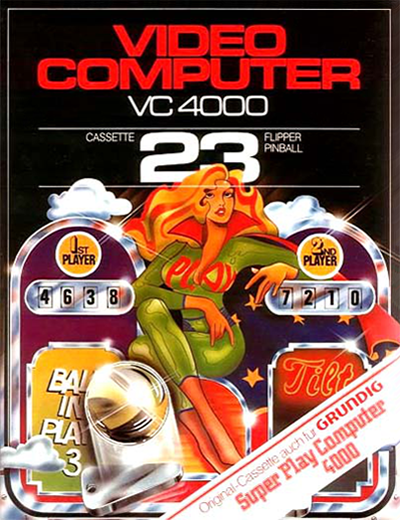 VIDEO
COMPUTER
VC 4000
CASSETTE
23
FLIPPER
PINBALL
1ST
PLAYER
2ND
PLAYER
4638
7210
PLAY
BALL
IN
PLAY
3
Tilt
Original-Cassette auch für GRUNDIG
Super Play Computer
4000